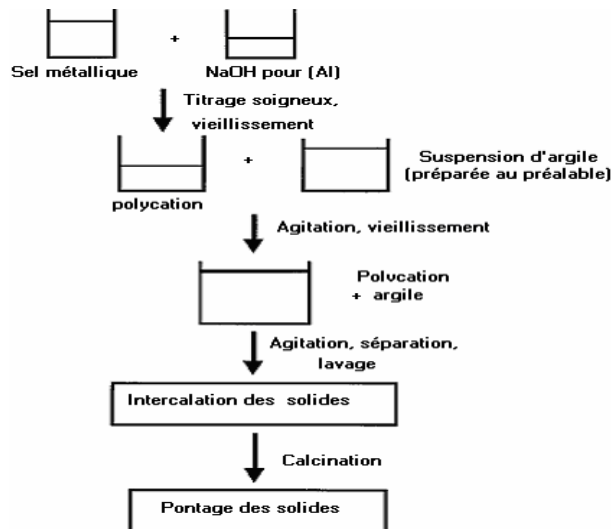 +
Sel métallique NaOH pour (Al)
Titrage soigneux,
vieillissement
+
Suspension d'argile
(préparée au préalable)
polycation
Agitation, vieillissement
Polycation
+ argile
Agitation, séparation,
lavage
Intercalation des solides
Calcination
Pontage des solides